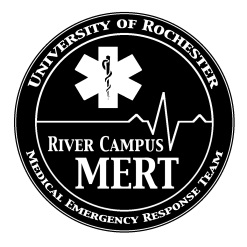 UNIVERSITY OF ROCHESTER
RIVER CAMPUS
MERT
MEDICAL EMERGENCY RESPONSE TEAM